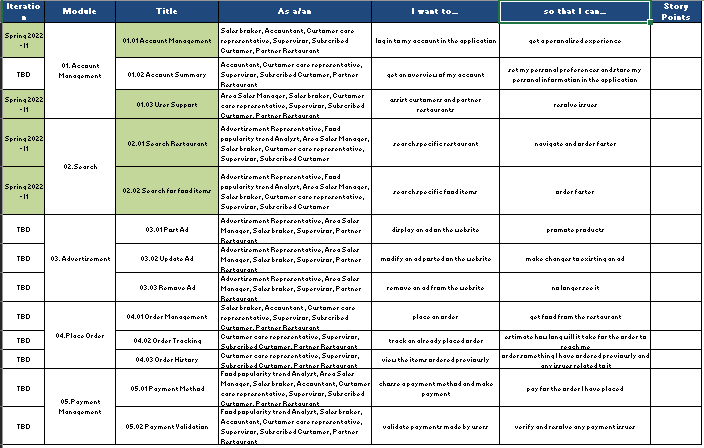 Iteratio
n
Module
Title
As a/an
I want to...
so that I can...
Story
Points
Spring 2022
- I1
01. Account
Management
01.01 Account Management
Sales broker, Accountant, Customer care
representative, Supervisor, Subscribed
Customer, Partner Restaurant
log in to my account in the application
get a personalised experience
TBD
01.02 Account Summary
Accountant, Customer care representative,
Supervisor, Subscribed Customer, Partner
Restaurant
get an overview of my account
set my personal preferences and store my
personal information in the application
Spring 2022
- I1
01.03 User Support
Area Sales Manager, Sales broker, Customer
care representative, Supervisor, Subscribed
Customer, Partner Restaurant
assist customers and partner
restaurants
resolve issues
Spring 2022
- I1
02. Search
02.01 Search Restaurant
Advertisement Representative, Food
popularity trend Analyst, Area Sales Manager,
Sales broker, Customer care representative,
Supervisor, Subscribed Customer
search specific restaurant
navigate and order faster
Spring 2022
- I1
02.02 Search for food items
Advertisement Representative, Food
popularity trend Analyst, Area Sales Manager,
Sales broker, Customer care representative,
Supervisor, Subscribed Customer
search specific food items
order faster
TBD
03. Advertisement
03.01 Post Ad
Advertisement Representative, Area Sales
Manager, Sales broker, Supervisor, Partner
Restaurant
display an ad on the website
promote products
TBD
03.02 Update Ad
Advertisement Representative, Area Sales
Manager, Sales broker, Supervisor, Partner
Restaurant
modify an ad posted on the website
make changes to existing an ad
TBD
03.03 Remove Ad
Advertisement Representative, Area Sales
Manager, Sales broker, Supervisor, Partner
Restaurant
remove an ad from the website
no longer see it
TBD
04. Place Order
04.01 Order Management
Sales broker, Accountant, Customer care
representative, Supervisor, Subscribed
Customer, Partner Restaurant
place an order
get food from the restaurant
TBD
04.02 Order Tracking
Customer care representative, Supervisor,
Subscribed Customer, Partner Restaurant
track an already placed order
estimate how long will it take for the order to
reach me
TBD
04.03 Order History
Customer care representative, Supervisor,
Subscribed Customer, Partner Restaurant
view the items ordered previously
order something I have ordered previously and
any issues related to it
TBD
05. Payment
Management
05.01 Payment Method
Food popularity trend Analyst, Area Sales
Manager, Sales broker, Accountant, Customer
care representative, Supervisor, Subscribed
Customer, Partner Restaurant
choose a payment method and make
payment
pay for the order I have placed
TBD
05.02 Payment Validation
Food popularity trend Analyst, Sales broker,
Accountant, Customer care representative,
Supervisor, Subscribed Customer, Partner
Restaurant
validate payments made by users
verify and resolve any payment issues